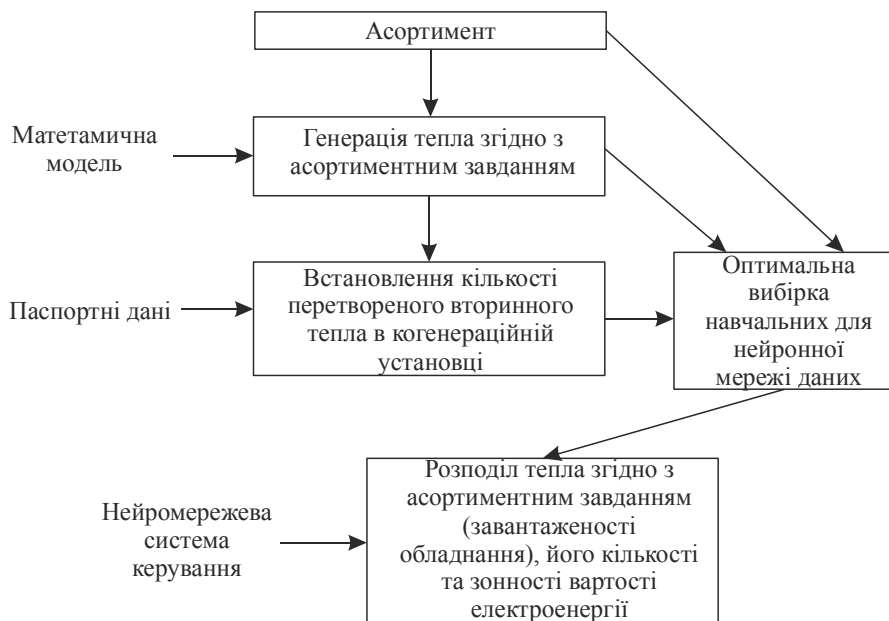 Асортимент
Матетамична
модель
Генерація тепла згідно з
асортиментним завданням
Паспортні дані
Встановлення кількості
перетвореного вторинного
тепла в когенераційній
установці
Оптимальна
вибірка
навчальних для
нейронної
мережі даних
Нейромережева
система
керування
Розподіл тепла згідно з
асортиментним завданням
(завантаженості
обладнання), його кількості
та зонності вартості
електроенергії